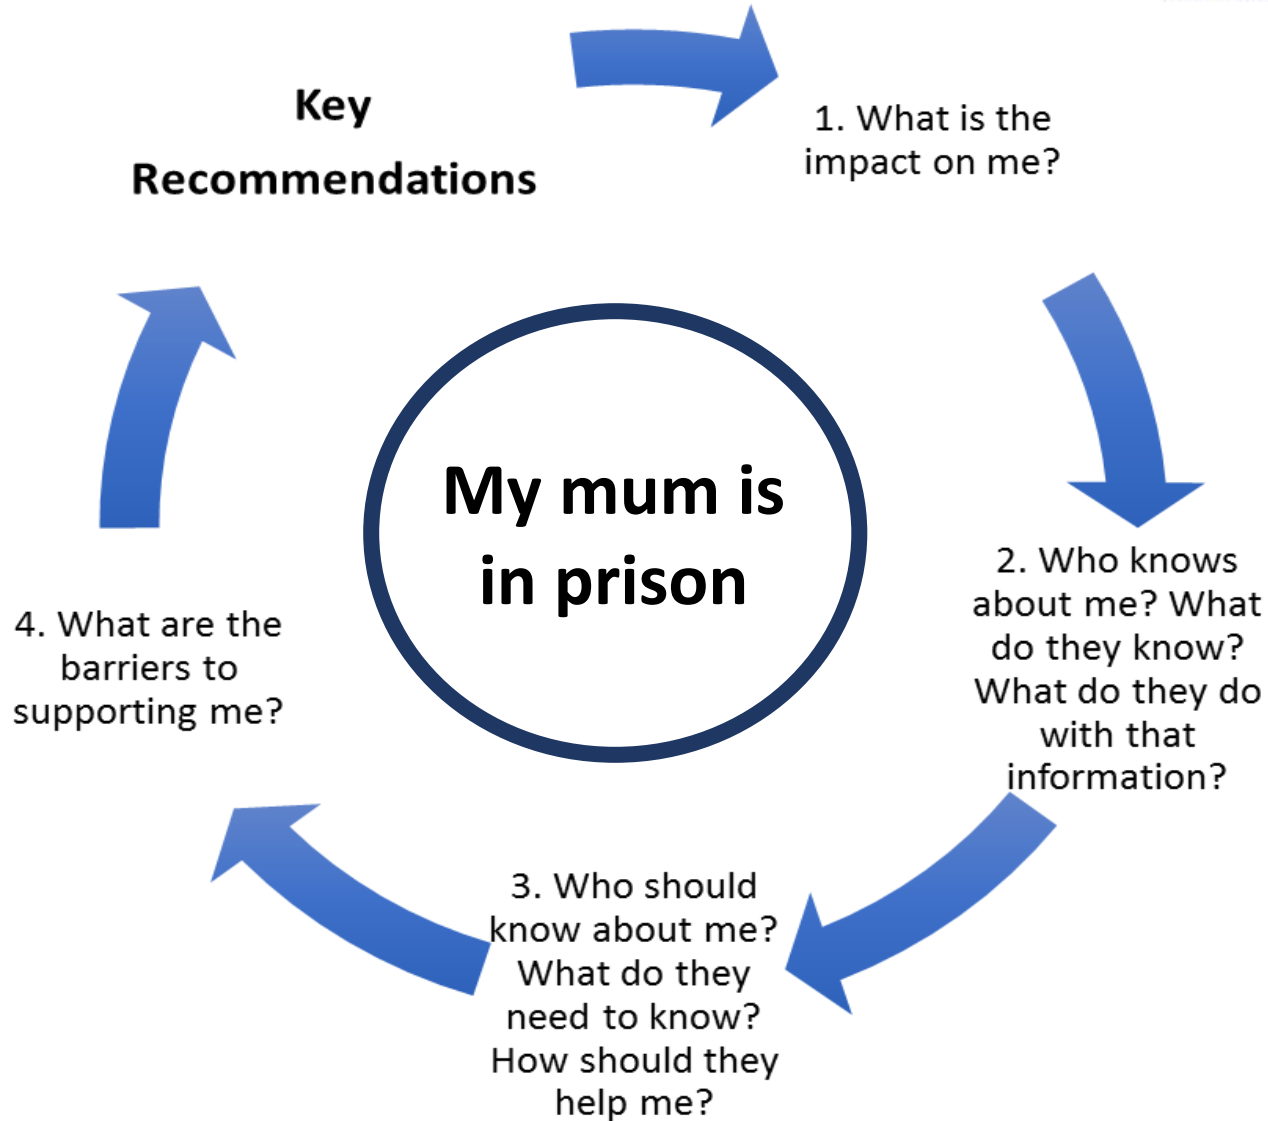 Key
Recommendations
1. What is the
impact on me?
2. Who knows
about me? What
do they know?
What do they do
with that
information?
3. Who should
know about me?
What do they
need to know?
How should they
help me?
4. What are the
barriers to
supporting me?
My mum is
in prison